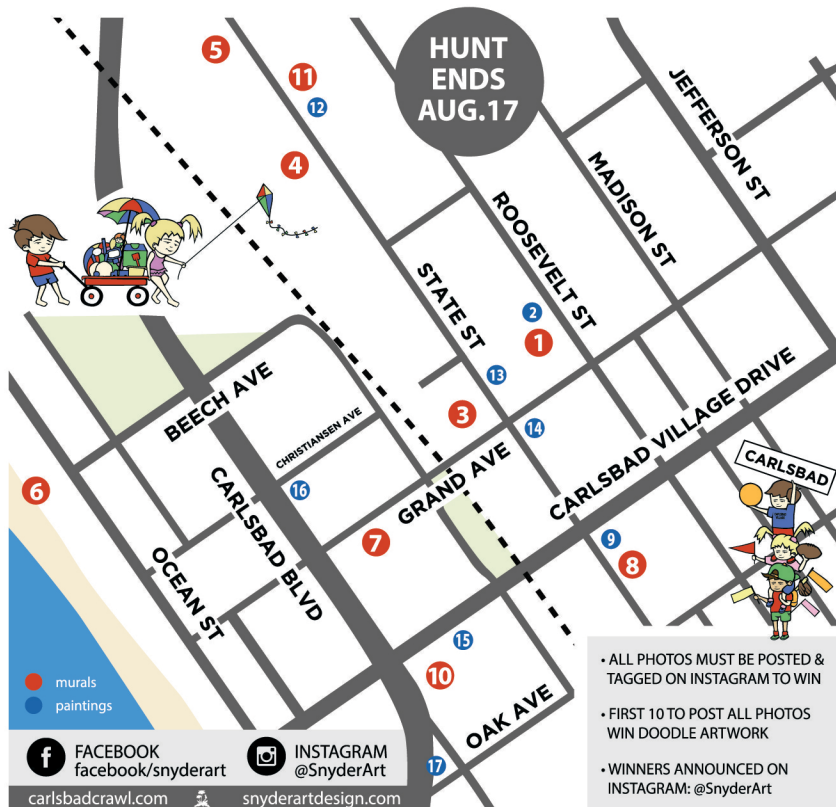 HUNT
ENDS
AUG.17
5
11
12
4
JEFFERSON ST
MADISON ST
ROOSEVELT ST
STATE ST
2
1
13
3
14
BEECH AVE
CHRISTIANSEN AVE
CARLSBAD VILLAGE DRIVE
GRAND AVE
CARLSBAD
6
16
CARLSBAD BLVD
7
9
8
OCEAN ST
15
10
OAK AVE
17
murals
paintings
• ALL PHOTOS MUST BE POSTED &
TAGGED ON INSTAGRAM TO WIN
• FIRST 10 TO POST ALL PHOTOS
WIN DOODLE ARTWORK
• WINNERS ANNOUNCED ON
INSTAGRAM: @SnyderArt
f
FACEBOOK
facebook/snyderart
INSTAGRAM
@SnyderArt
carlsbadcrawl.com
snyderartdesign.com